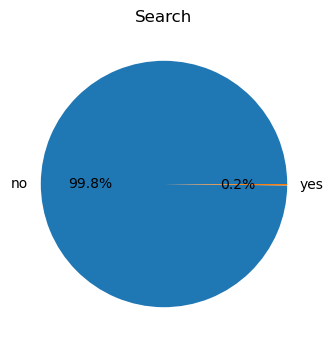 Search
no
99.8%
0.2%
yes